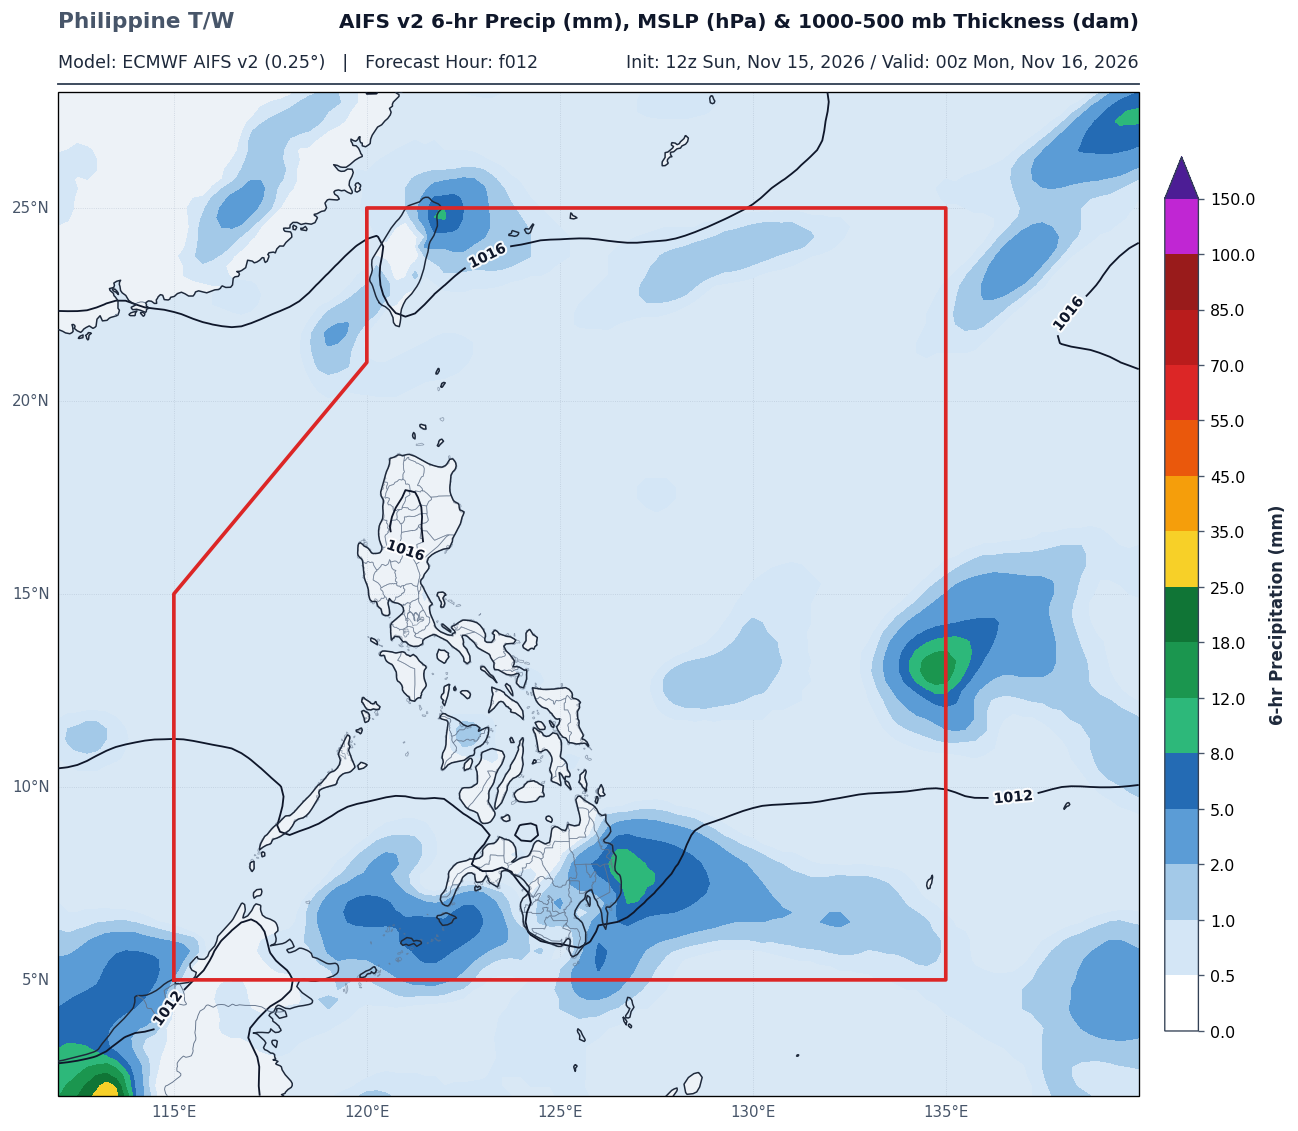 Philippine T/W
AIFS v2 6-hr Precip (mm), MSLP (hPa) & 1000-500 mb Thickness (dam)
Model: ECMWF AIFS v2 (0.25°) | Forecast Hour: f012
Init: 12z Sun, Nov 15, 2026 / Valid: 00z Mon, Nov 16, 2026
25°N
20°N
15°N
10°N
5°N
115°E
120°E
125°E
130°E
135°E
1016
1016
1016
1012
1012
150.0
100.0
85.0
70.0
55.0
45.0
35.0
25.0
18.0
12.0
8.0
5.0
2.0
1.0
0.5
0.0
6-hr Precipitation (mm)